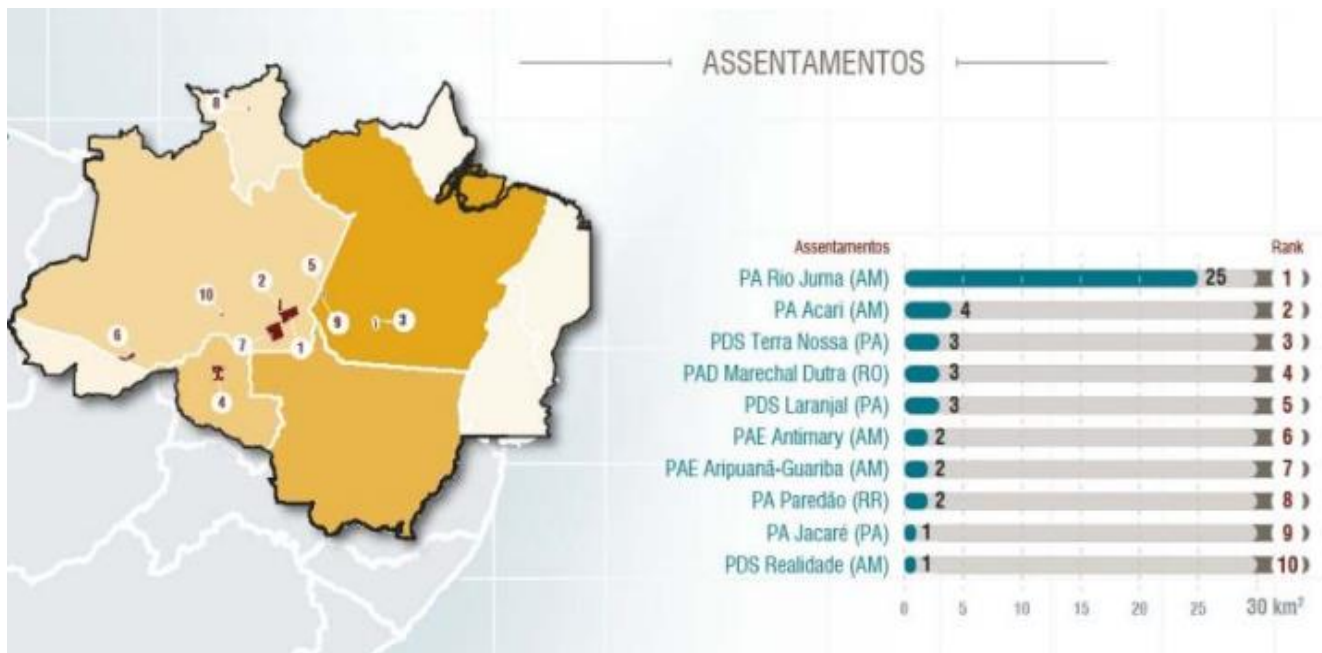 ASSENTAMENTOS
8
5
2
10
9
3
6
7
1
4
Assentamentos Rank
PA Rio Juma (AM) 25 1
PA Acari (AM) 4 2
PDS Terra Nossa (PA) 3 3
PAD Marechal Dutra (RO) 3 4
PDS Laranjal (PA) 3 5
PAE Antimary (AM) 2 6
PAE Aripuanã-Guariba (AM) 2 7
PA Paredão (RR) 2 8
PA Jacaré (PA) 1 9
PDS Realidade (AM) 1 10
0 5 10 15 20 25 30 km²